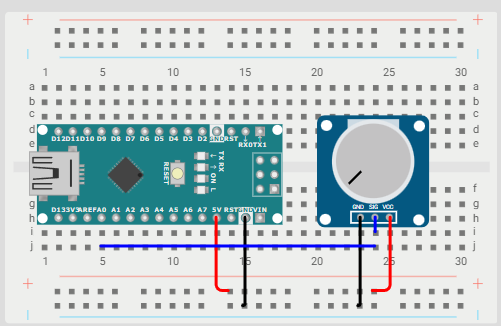 + +
1 5 10 15 20 25 30
a a
b b
c c
d d
e e
D12 D11 D10 D9 D8 D7 D6 D5 D4 D3 D2 GND RST
RX0 TX1
TX RX
ON L
RESET
f f
GND SIG VCC
g g
D13 3V3 AREF A0 A1 A2 A3 A4 A5 A6 A7 5V RST GND VIN
h h
i i
j j
1 5 10 15 20 25 30
+ +